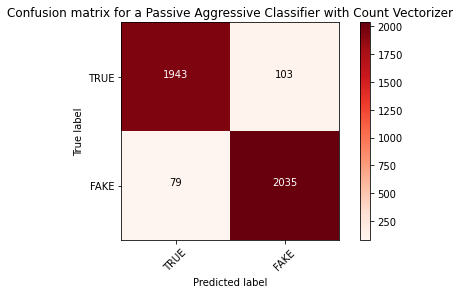 Confusion matrix for a Passive Aggressive Classifier with Count Vectorizer
2000
1750
1500
1250
1000
750
500
250
TRUE
1943
103
True label
FAKE
79
2035
TRUE
FAKE
Predicted label